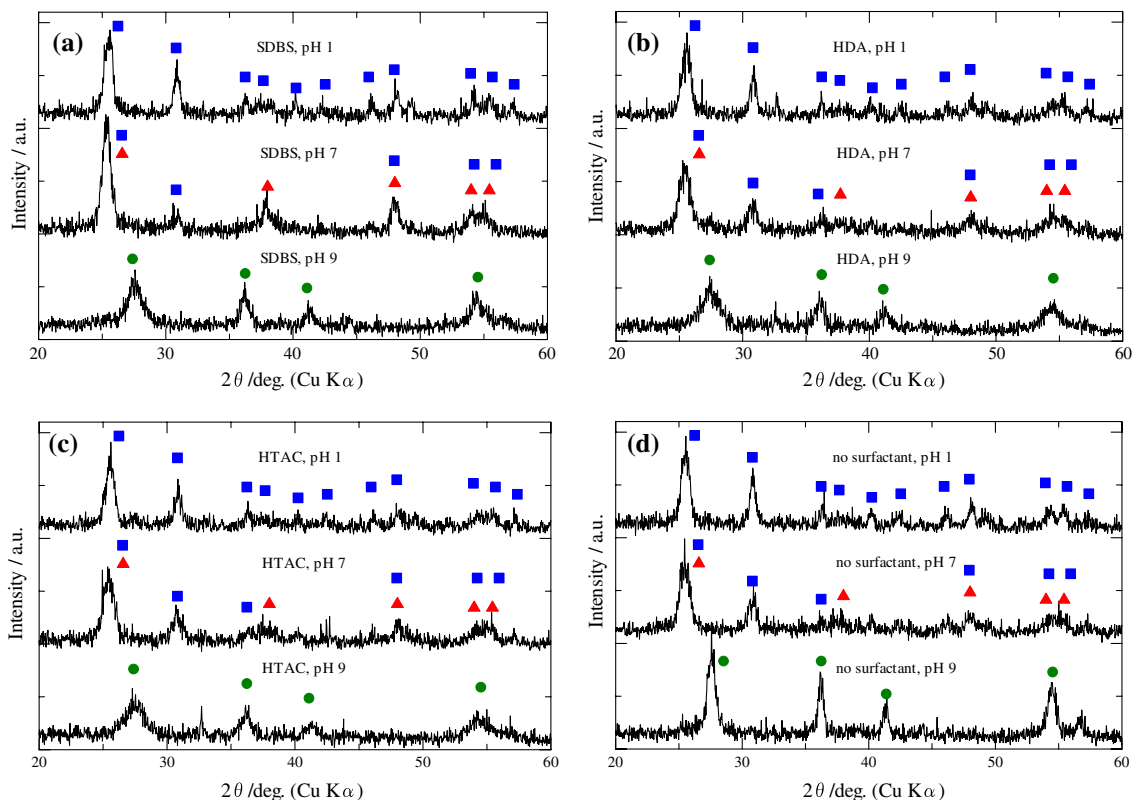 (a)
SDBS, pH 1
SDBS, pH 7
SDBS, pH 9
Intensity / a.u.
20 30 40 50 60
2θ /deg. (Cu Kα)
(b)
HDA, pH 1
HDA, pH 7
HDA, pH 9
Intensity / a.u.
20 30 40 50 60
2θ /deg. (Cu Kα)
(c)
HTAC, pH 1
HTAC, pH 7
HTAC, pH 9
Intensity / a.u.
20 30 40 50 60
2θ /deg. (Cu Kα)
(d)
no surfactant, pH 1
no surfactant, pH 7
no surfactant, pH 9
Intensity / a.u.
20 30 40 50 60
2θ /deg. (Cu Kα)